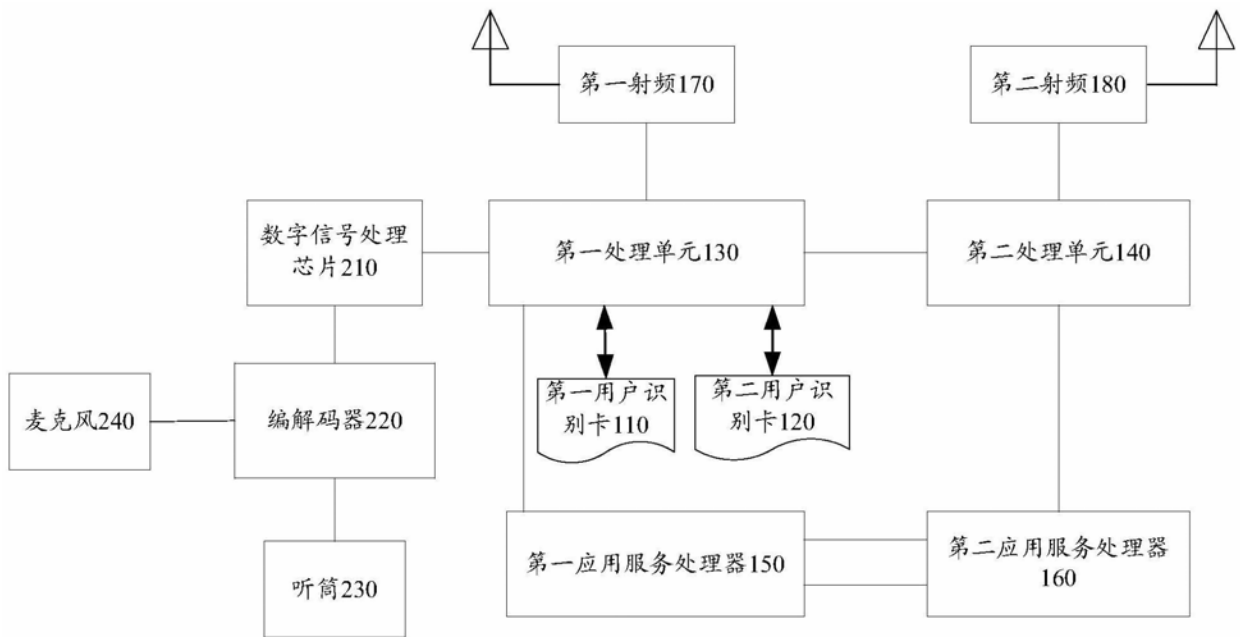 第一射频170
第二射频180
数字信号处理
芯片210
第一处理单元130
第二处理单元140
第一用户识
别卡110
第二用户识
别卡120
麦克风240
编解码器220
第一应用服务处理器150
第二应用服务处理器
160
听筒230